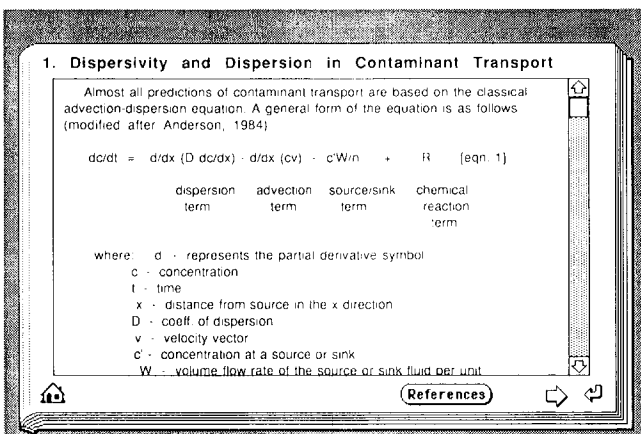 1. Dispersivity and Dispersion in Contaminant Transport
Almost all predictions of contaminant transport are based on the classical
advection-dispersion equation. A general form of the equation is as follows
(modified after Anderson, 1984)
dc/dt = d/dx (D dc/dx) - d/dx (cv) - c'W/n + R [eqn. 1]
dispersion advection source/sink chemical
term term term reaction
term
where: d - represents the partial derivative symbol
c - concentration
t - time
x - distance from source in the x direction
D - coeff. of dispersion
v - velocity vector
c' - concentration at a source or sink
W - volume flow rate of the source or sink fluid per unit
References